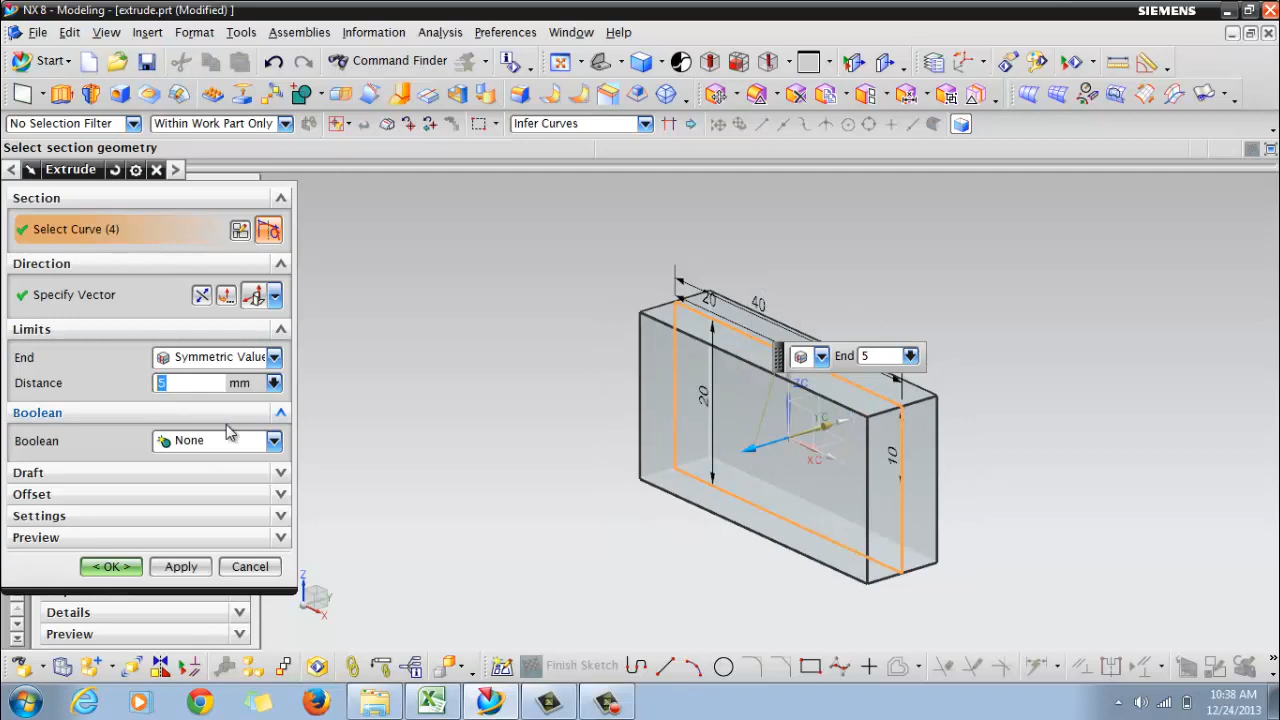 NX 8 - Modeling - [extrude.prt (Modified) ]
SIEMENS
File Edit View Insert Format Tools Assemblies Information Analysis Preferences Window Help
Start Command Finder
No Selection Filter Within Work Part Only Infer Curves
Select section geometry
Extrude
Section
Select Curve (4)
Direction
Specify Vector
Limits
End Symmetric Value
Distance 5 mm
Boolean
Boolean None
Draft
Offset
Settings
Preview
< OK > Apply Cancel
Details
Preview
20 40
End 5
20
ZC
YC
XC
10
Z
Y
X
Finish Sketch
10:38 AM
12/24/2013